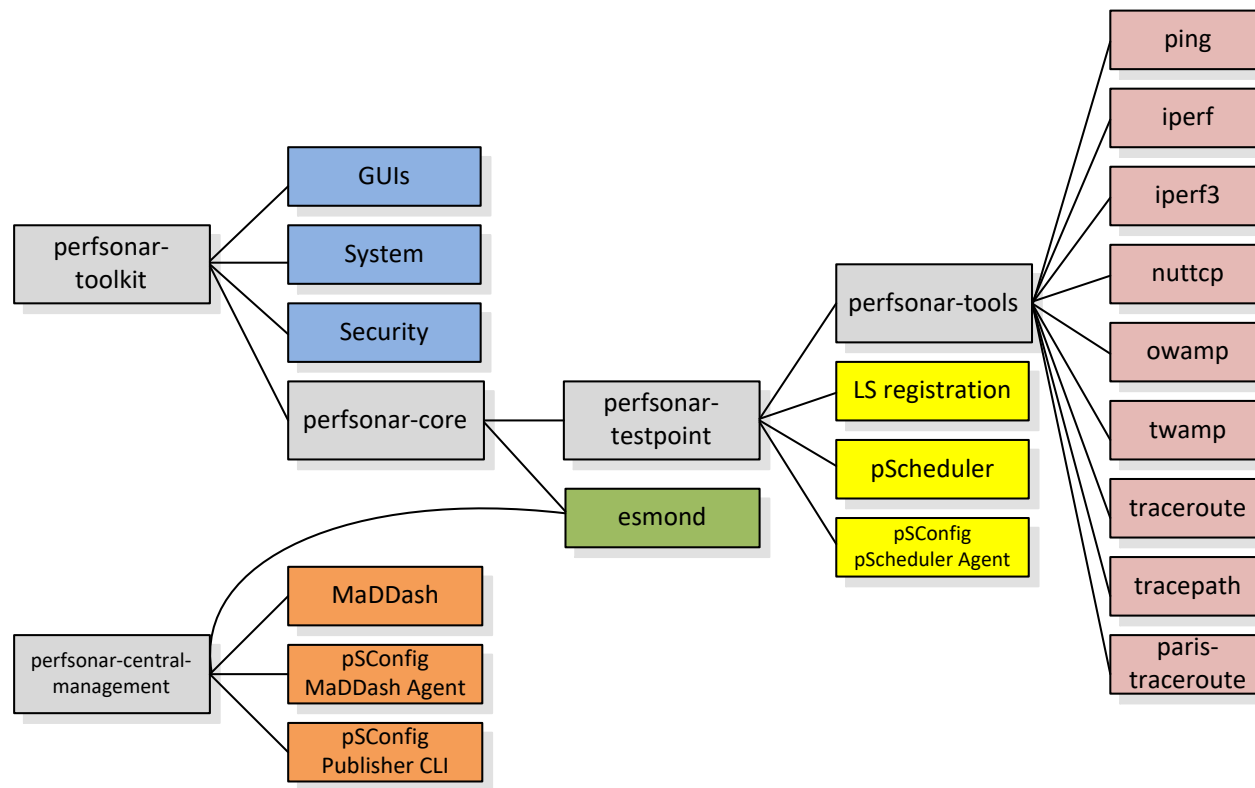 perfsonar-
toolkit
GUIs
System
Security
perfsonar-core
perfsonar-
testpoint
esmond
perfsonar-tools
LS registration
pScheduler
pSConfig
pScheduler Agent
ping
iperf
iperf3
nuttcp
owamp
twamp
traceroute
tracepath
paris-
traceroute
perfsonar-central-
management
MaDDash
pSConfig
MaDDash Agent
pSConfig
Publisher CLI